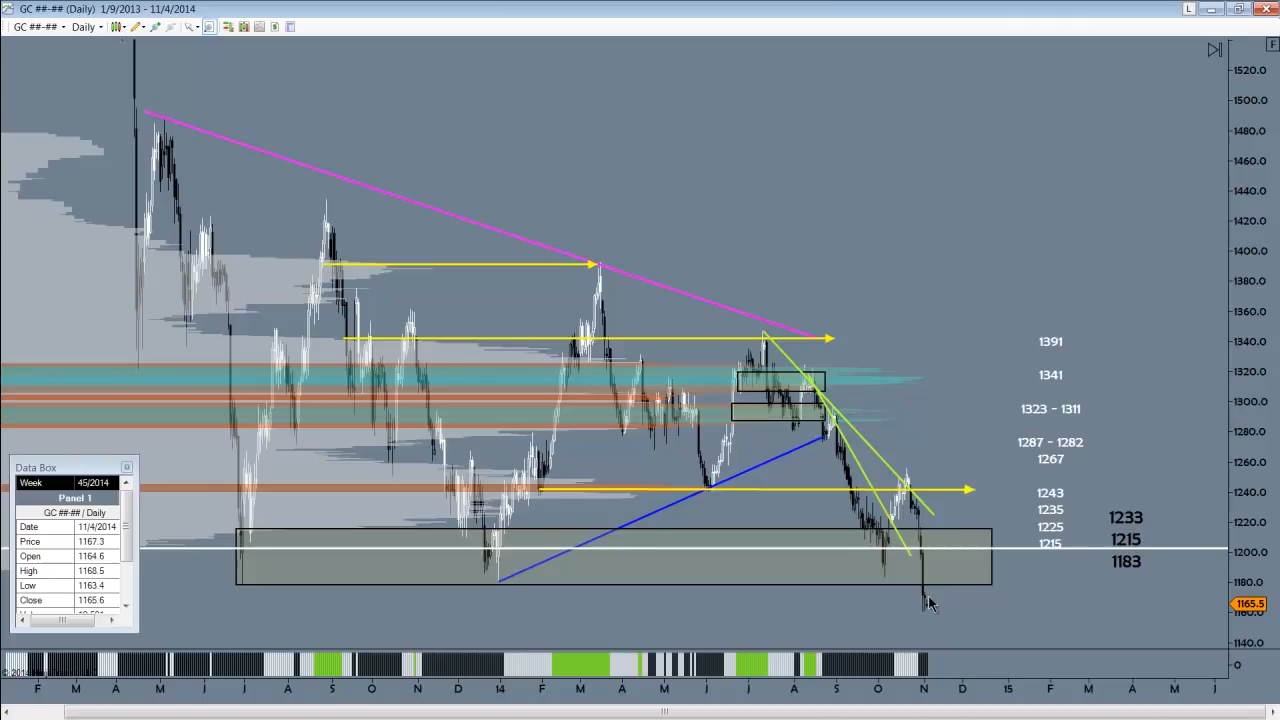 GC ##-## (Daily) 1/9/2013 - 11/4/2014
L
GC ##-## Daily
F
1520.0
1500.0
1480.0
1460.0
1440.0
1420.0
1400.0
1380.0
1360.0
1340.0
1320.0
1300.0
1280.0
1260.0
1240.0
1220.0
1200.0
1180.0
1165.5
1160.0
1140.0
0
1391
1341
1323 - 1311
1287 - 1282
1267
1243
1235
1225
1215
1233
1215
1183
Data Box
Week 45/2014
Panel 1
GC ##-## / Daily
Date 11/4/2014
Price 1167.3
Open 1164.6
High 1168.5
Low 1163.4
Close 1165.6
F M A M J J A S O N D 14 F M A M J J A S O N D 15 F M A M J J